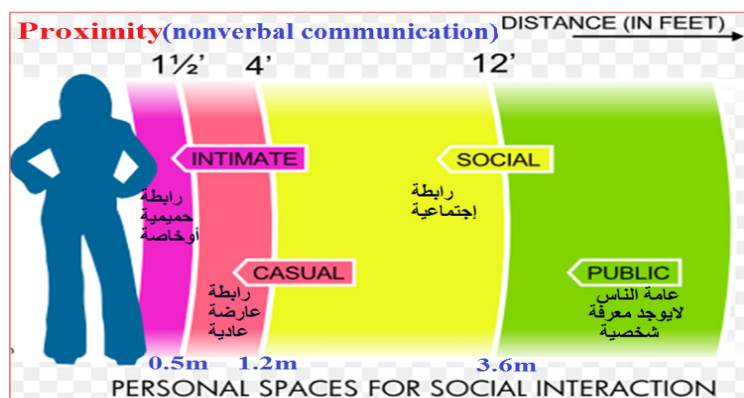 Proximity(nonverbal communication) DISTANCE (IN FEET)
1½’ 4’ 12’
INTIMATE SOCIAL
رابطة
حميمية
أوخاصة
رابطة
إجتماعية
CASUAL PUBLIC
رابطة
عارضة
عادية
عامة الناس
لايوجد معرفة
شخصية
0.5m 1.2m 3.6m
PERSONAL SPACES FOR SOCIAL INTERACTION